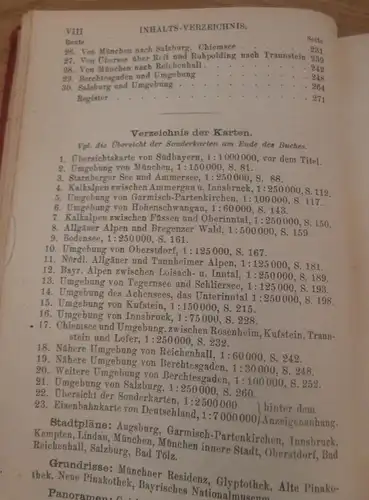 VIII INHALTS-VERZEICHNIS.
Route Seite
26. Von München nach Salzburg. Chiemsee 231
27. Von Übersee über Reit und Ruhpolding nach Traunstein 239
28. Von München nach Reichenhall 242
29. Berchtesgaden und Umgebung 248
30. Salzburg und Umgebung 264
Register 271
Verzeichnis der Karten.
Vgl. die Übersicht der Sonderkarten am Ende des Buches.
1. Übersichtskarte von Südbayern, 1:1 000 000, vor dem Titel.
2. Umgebung von München, 1:150 000, S. 81.
3. Starnberger See und Ammersee, 1:250 000, S. 88.
4. Kalkalpen zwischen Ammergau u. Innsbruck, 1:250 000, S. 112.
5. Umgebung von Garmisch-Partenkirchen, 1:100 000, S. 117.
6. Umgebung von Hohenschwangau, 1:60 000, S. 143.
7. Kalkalpen zwischen Füssen und Oberinntal, 1:250 000, S. 150.
8. Allgäuer Alpen und Bregenzer Wald, 1:500 000, S. 159
9. Bodensee, 1:250 000, S. 161.
10. Umgebung von Oberstdorf, 1:125 000, S. 167.
11. Nördl. Allgäuer und Tannheimer Alpen, 1:125 000, S. 181.
12. Bayr. Alpen zwischen Loisach- u. Inntal, 1:250 000, S. 189.
13. Umgebung von Tegernsee und Schliersee, 1:125 000, S. 193.
14. Umgebung des Achensees, das Unterinntal 1:250 000, S. 198.
15. Umgebung von Kufstein, 1:150 000, S. 215.
16. Umgebung von Innsbruck, 1:75 000, S. 228.
17. Chiemsee und Umgebung, zwischen Rosenheim, Kufstein, Traun-
stein und Lofer, 1:250 000, S. 232.
18. Nähere Umgebung von Reichenhall, 1:60 000, S. 242.
19. Nähere Umgebung von Berchtesgaden, 1:30 000, S. 248.
20. Weitere Umgebung von Berchtesgaden, 1:100 000, S. 252.
21. Umgebung von Salzburg, 1:250 000, S. 260.
22. Übersicht der Sonderkarten, 1:2 500 000 hinter dem
23. Eisenbahnkarte von Deutschland, 1:7 000 000 Anzeigenanhang.
Stadtpläne: Augsburg, Garmisch-Partenkirchen, Innsbruck,
Kempten, Lindau, München, München innere Stadt, Oberstdorf, Bad
Reichenhall, Salzburg, Bad Tölz.
Grundrisse: Münchner Residenz, Glyptothek, Alte Pinako-
thek, Neue Pinakothek, Bayrisches Nationalmuseum.
Panoramen: